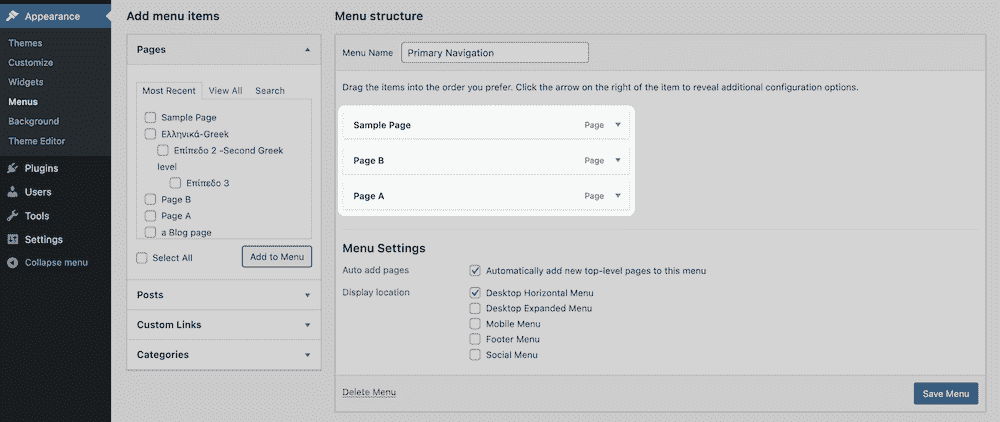 Appearance
Themes
Customize
Widgets
Menus
Background
Theme Editor
Plugins
Users
Tools
Settings
Collapse menu
Add menu items
Pages
Most Recent View All Search
Sample Page
Ελληνικά-Greek
Επίπεδο 2 -Second Greek
level
Επίπεδο 3
Page B
Page A
a Blog page
Select All
Add to Menu
Posts
Custom Links
Categories
Menu structure
Menu Name Primary Navigation
Drag the items into the order you prefer. Click the arrow on the right of the item to reveal additional configuration options.
Sample Page Page
Page B Page
Page A Page
Menu Settings
Auto add pages Automatically add new top-level pages to this menu
Display location Desktop Horizontal Menu
Desktop Expanded Menu
Mobile Menu
Footer Menu
Social Menu
Delete Menu Save Menu